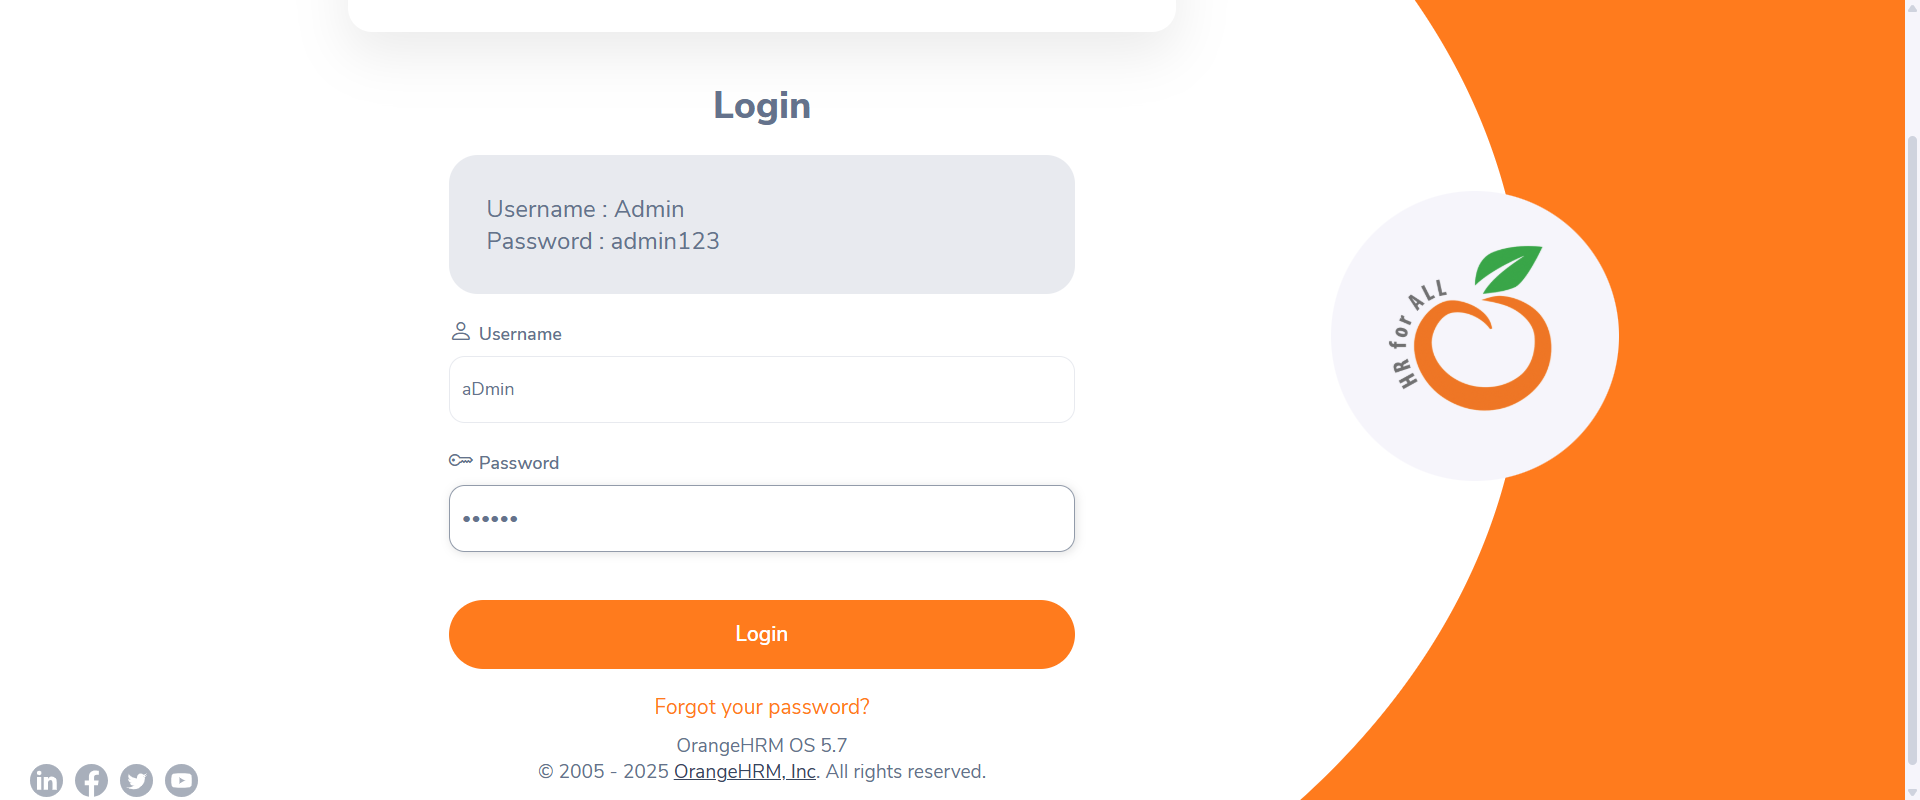 Login
Username : Admin
Password : admin123
Username
aDmin
Password
••••••
Login
Forgot your password?
OrangeHRM OS 5.7
© 2005 - 2025 OrangeHRM, Inc. All rights reserved.
HR for ALL
in